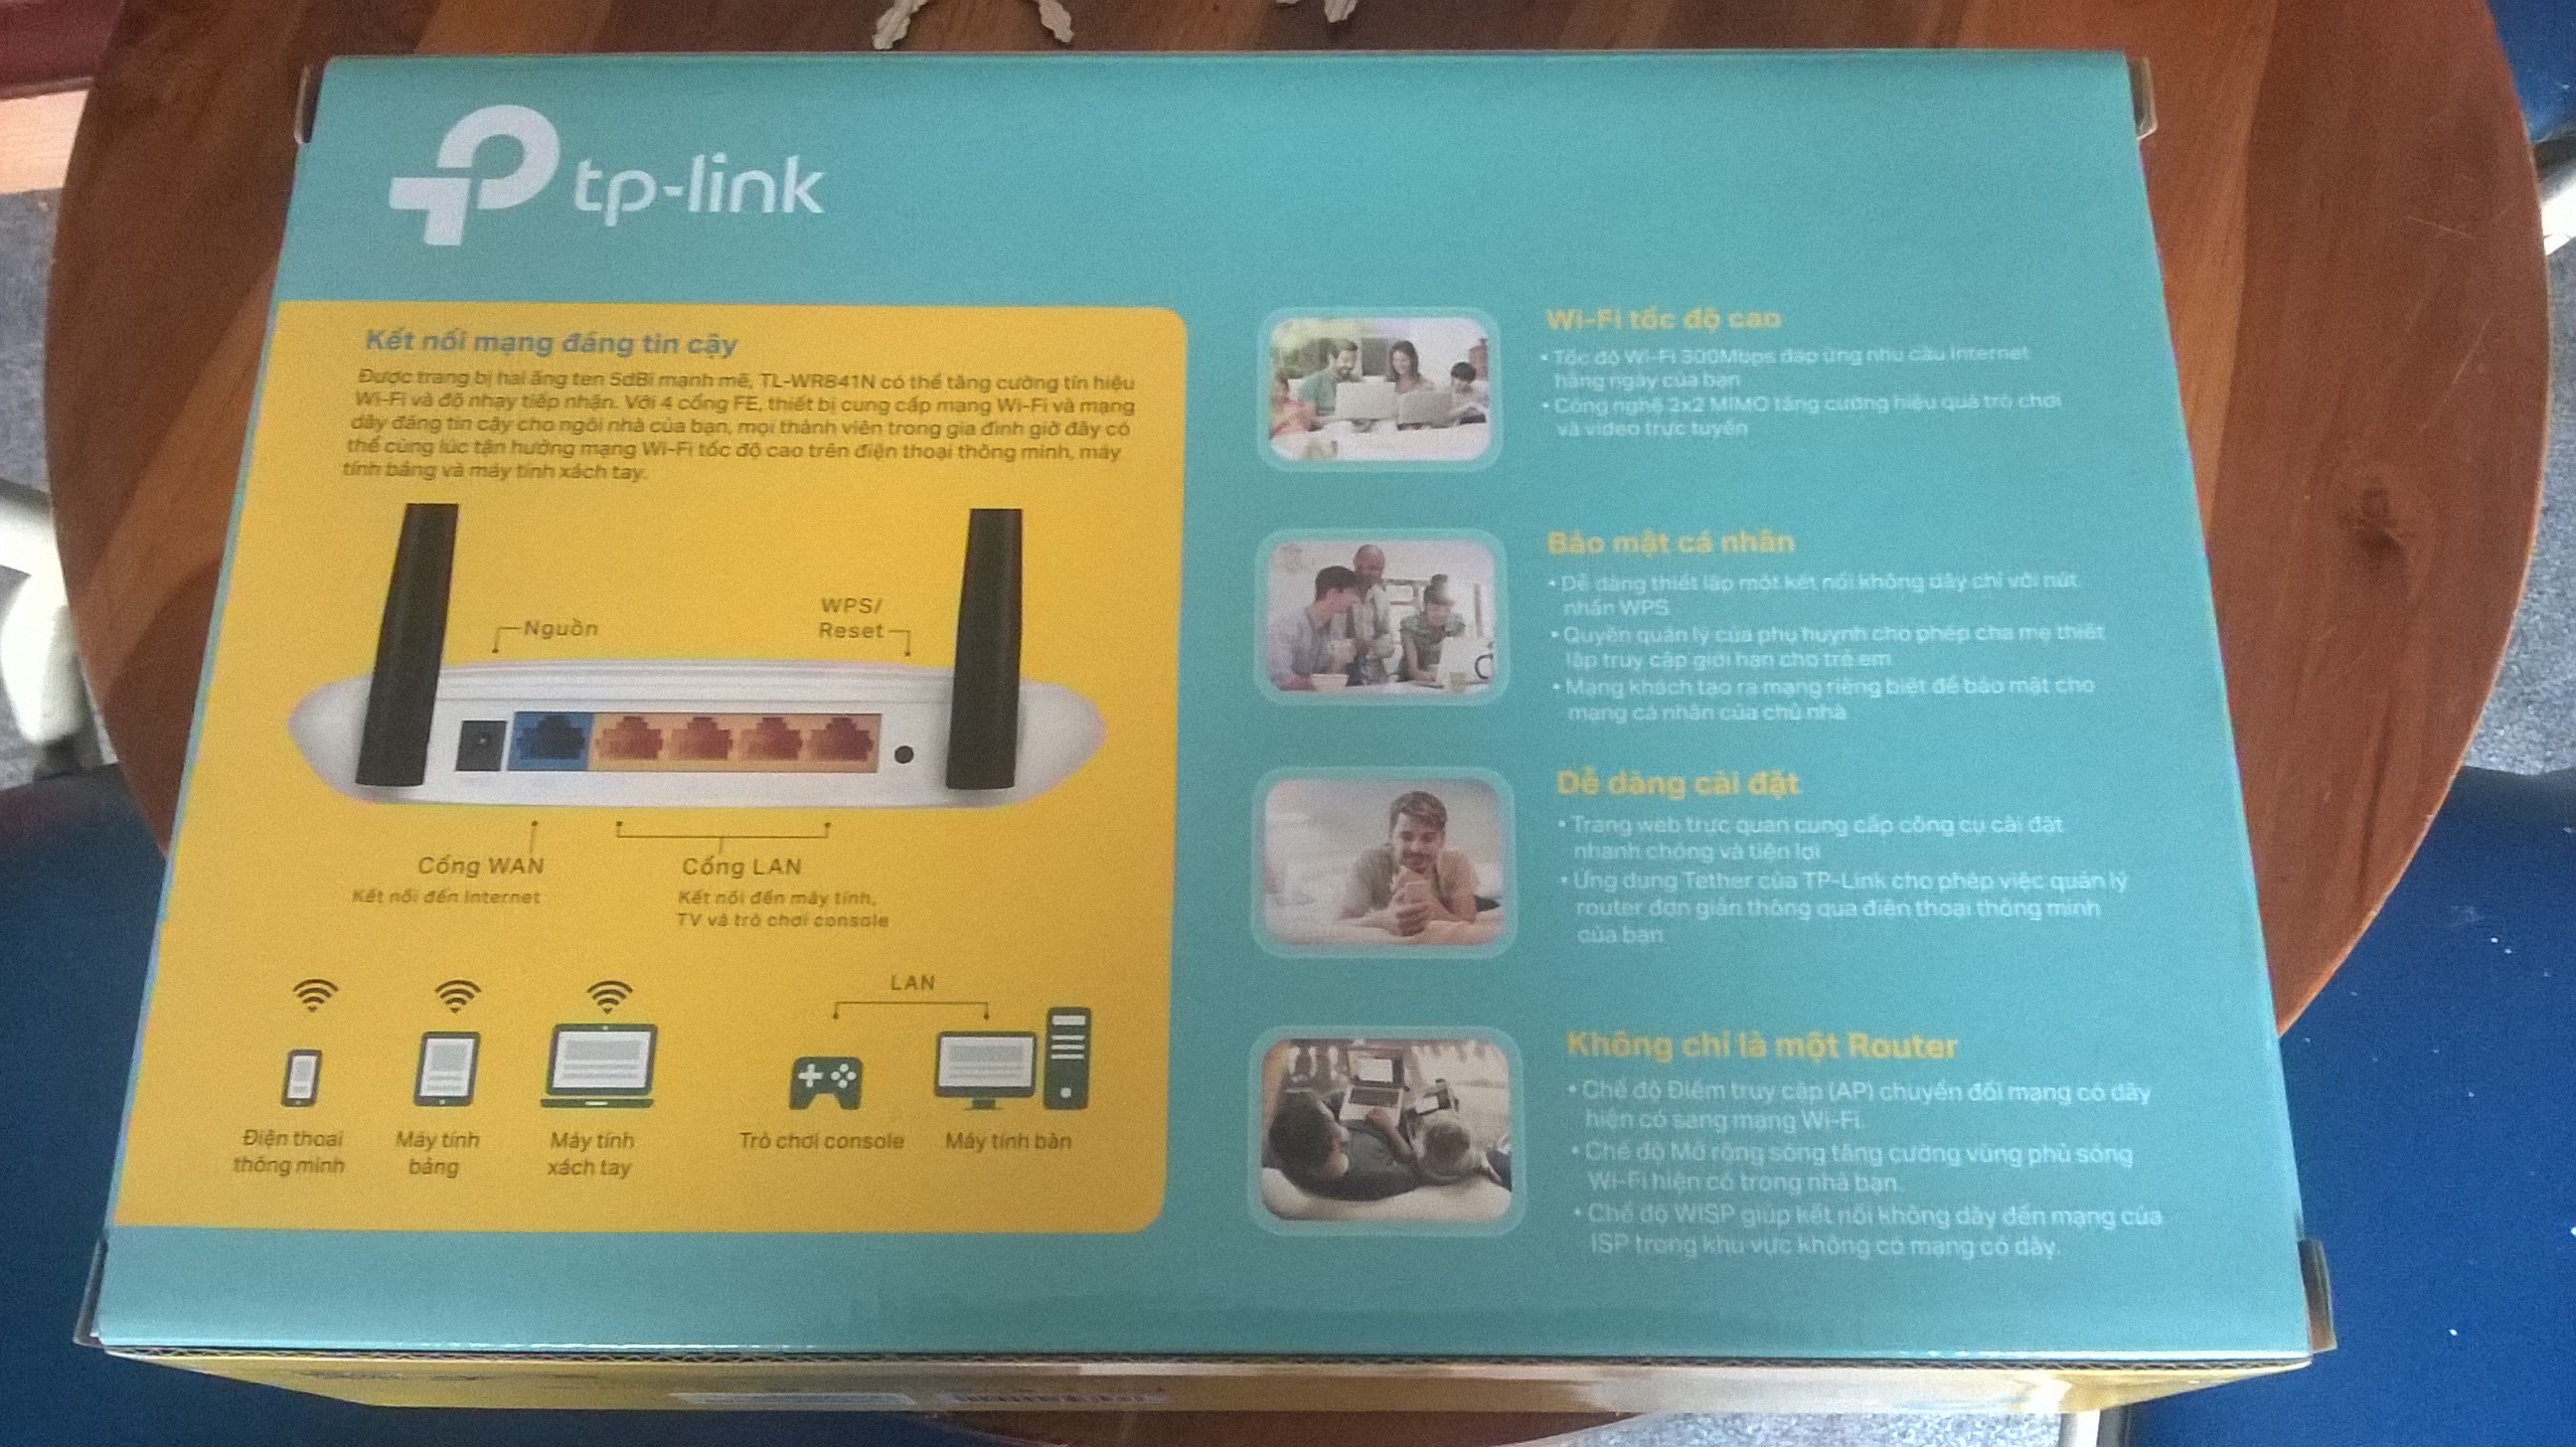 tp-link
Kết nối mạng đáng tin cậy
Được trang bị hai ăng ten 5dBi mạnh mẽ, TL-WR841N có thể tăng cường tín hiệu
Wi-Fi và độ nhạy tiếp nhận. Với 4 cổng FE, thiết bị cung cấp mạng Wi-Fi và mạng
dây đáng tin cậy cho ngôi nhà của bạn, mọi thành viên trong gia đình giờ đây có
thể cùng lúc tận hưởng mạng Wi-Fi tốc độ cao trên điện thoại thông minh, máy
tính bảng và máy tính xách tay.
Nguồn
WPS/
Reset
Cổng WAN
Kết nối đến Internet
Cổng LAN
Kết nối đến máy tính,
TV và trò chơi console
LAN
Điện thoại
thông minh
Máy tính
bảng
Máy tính
xách tay
Trò chơi console
Máy tính bàn
Wi-Fi tốc độ cao
• Tốc độ Wi-Fi 300Mbps đáp ứng nhu cầu Internet
hằng ngày của bạn
• Công nghệ 2x2 MIMO tăng cường hiệu quả trò chơi
và video trực tuyến
Bảo mật cá nhân
• Dễ dàng thiết lập một kết nối không dây chỉ với nút
nhấn WPS
• Quyền quản lý của phụ huynh cho phép cha mẹ thiết
lập truy cập giới hạn cho trẻ em
• Mạng khách tạo ra mạng riêng biệt để bảo mật cho
mạng cá nhân của chủ nhà
Dễ dàng cài đặt
• Trang web trực quan cung cấp công cụ cài đặt
nhanh chóng và tiện lợi
• Ứng dụng Tether của TP-Link cho phép việc quản lý
router đơn giản thông qua điện thoại thông minh
của bạn
Không chỉ là một Router
• Chế độ Điểm truy cập (AP) chuyển đổi mạng có dây
hiện có sang mạng Wi-Fi.
• Chế độ Mở rộng sóng tăng cường vùng phủ sóng
Wi-Fi hiện có trong nhà bạn.
• Chế độ WISP giúp kết nối không dây đến mạng của
ISP trong khu vực không có mạng có dây.